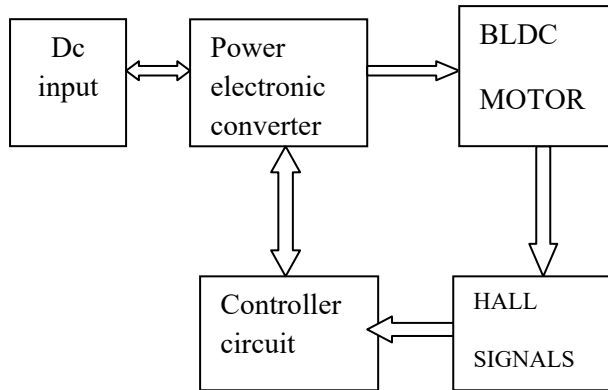 Dc
input
Power
electronic
converter
BLDC
MOTOR
Controller
circuit
HALL
SIGNALS